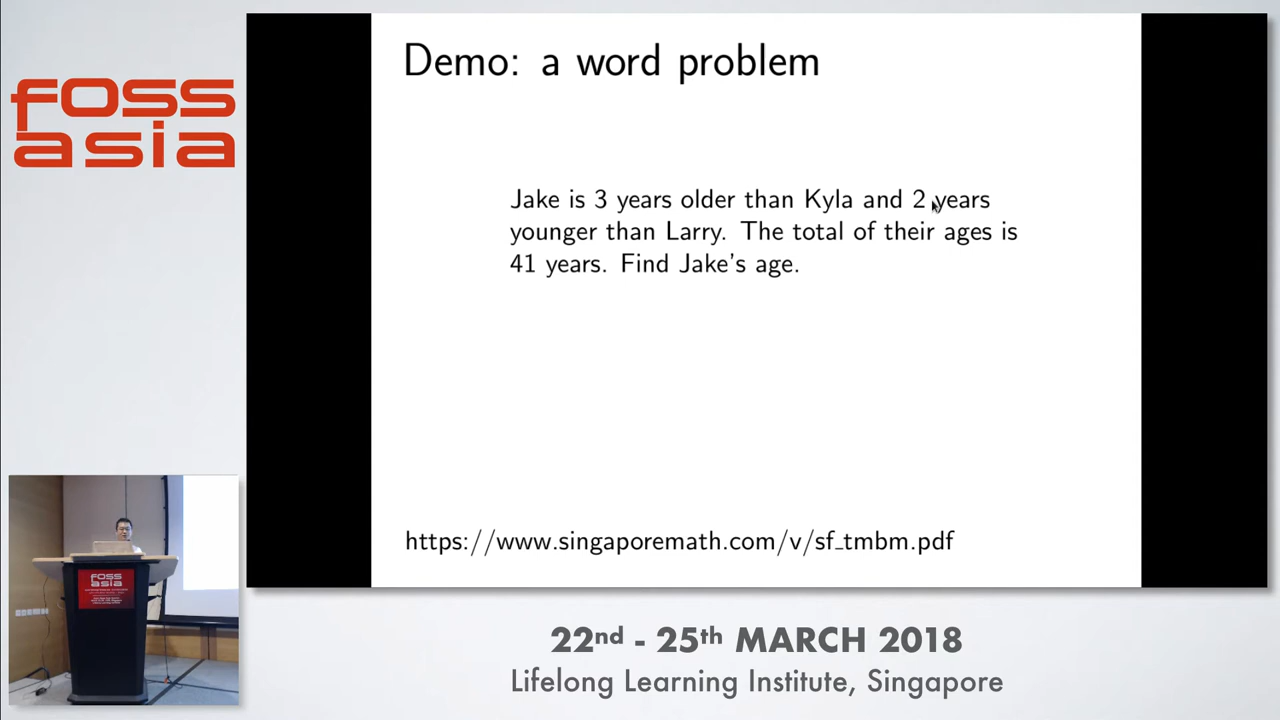 foss
asia
Demo: a word problem
Jake is 3 years older than Kyla and 2 years
younger than Larry. The total of their ages is
41 years. Find Jake's age.
https://www.singaporemath.com/v/sf_tmbm.pdf
foss
asia
22nd - 25th MARCH 2018
Lifelong Learning Institute, Singapore